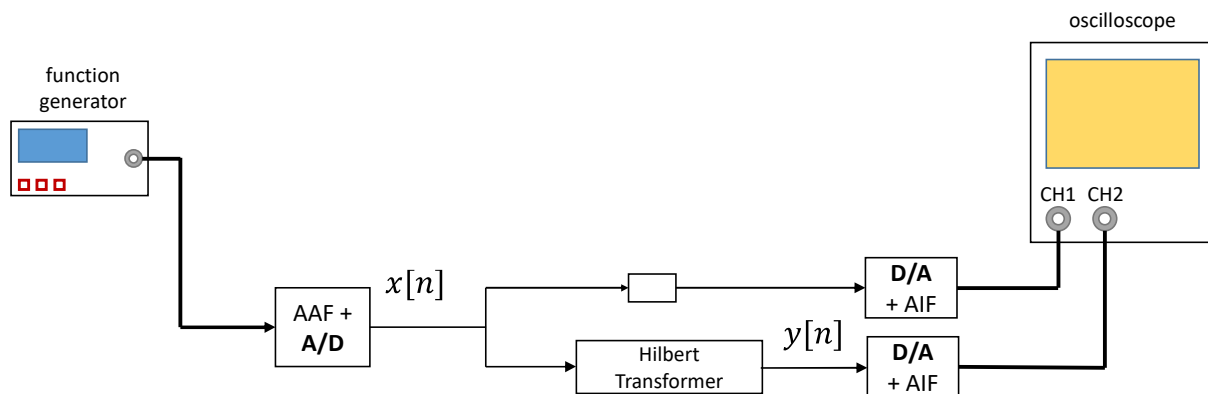 oscilloscope
function
generator
CH1 CH2
x[n]
D/A
+ AIF
AAF +
A/D
y[n]
Hilbert
Transformer
D/A
+ AIF